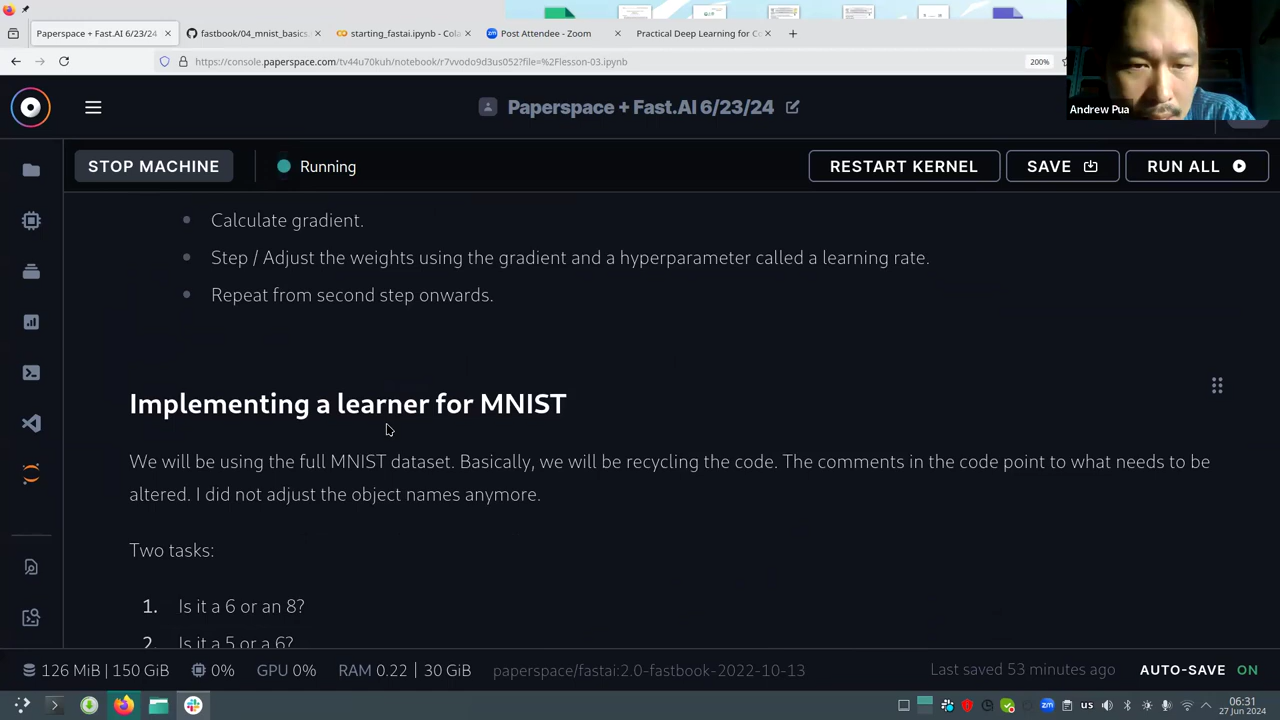 Paperspace + Fast.AI 6/23/24
fastbook/04_mnist_basics.
starting_fastai.ipynb - Cola
Post Attendee - Zoom
Practical Deep Learning for Co
https://console.paperspace.com/tv44u70kuh/notebook/r7vvodo9d3us052?file=%2Flesson-03.ipynb
200%
Andrew Pua
Paperspace + Fast.AI 6/23/24
STOP MACHINE
Running
RESTART KERNEL
SAVE
RUN ALL
Calculate gradient.
Step / Adjust the weights using the gradient and a hyperparameter called a learning rate.
Repeat from second step onwards.
Implementing a learner for MNIST
We will be using the full MNIST dataset. Basically, we will be recycling the code. The comments in the code point to what needs to be
altered. I did not adjust the object names anymore.
Two tasks:
1. Is it a 6 or an 8?
2. Is it a 5 or a 6?
126 MiB | 150 GiB
0%
GPU 0%
RAM 0.22 | 30 GiB
paperspace/fastai:2.0-fastbook-2022-10-13
Last saved 53 minutes ago
AUTO-SAVE ON
us
06:31
27 Jun 2024